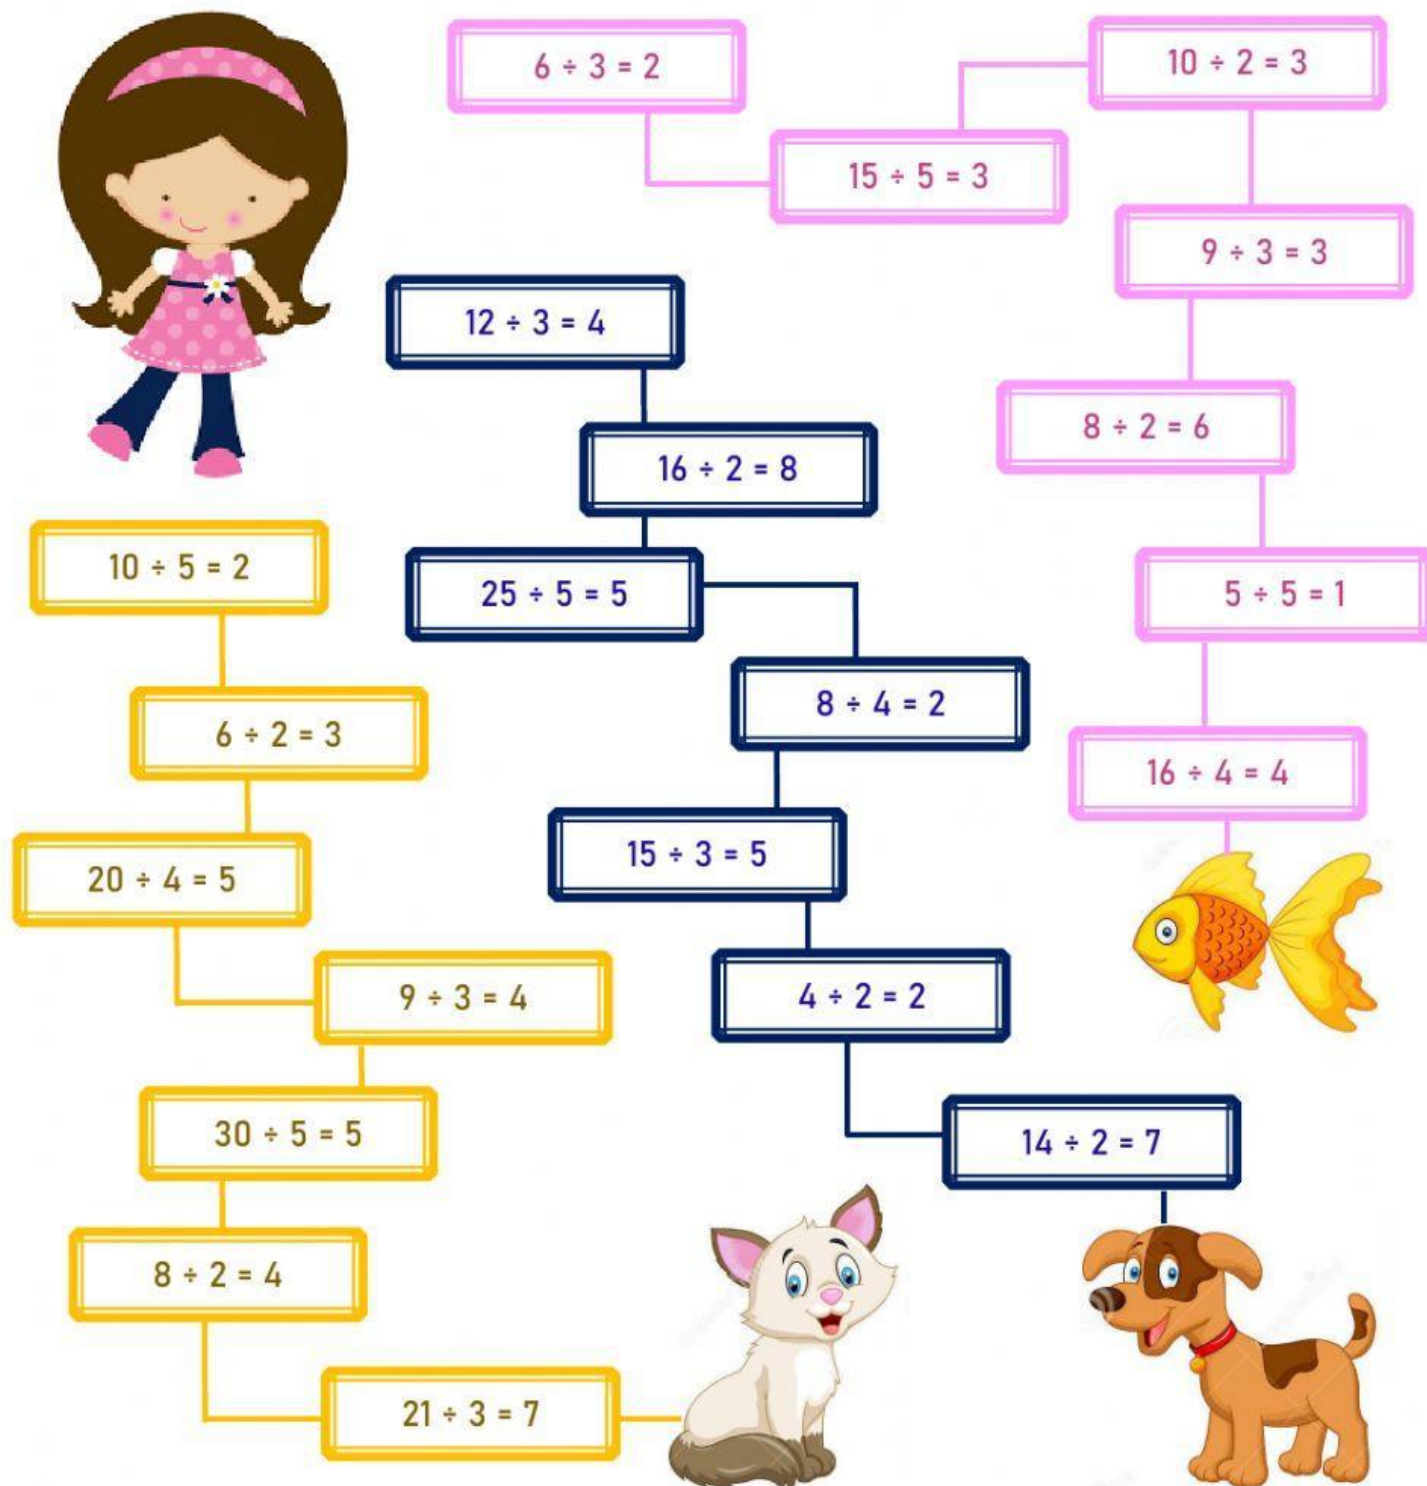 6 ÷ 3 = 2
10 ÷ 2 = 3
15 ÷ 5 = 3
9 ÷ 3 = 3
12 ÷ 3 = 4
8 ÷ 2 = 6
16 ÷ 2 = 8
10 ÷ 5 = 2
25 ÷ 5 = 5
5 ÷ 5 = 1
8 ÷ 4 = 2
6 ÷ 2 = 3
16 ÷ 4 = 4
15 ÷ 3 = 5
20 ÷ 4 = 5
9 ÷ 3 = 4
4 ÷ 2 = 2
30 ÷ 5 = 5
14 ÷ 2 = 7
8 ÷ 2 = 4
21 ÷ 3 = 7